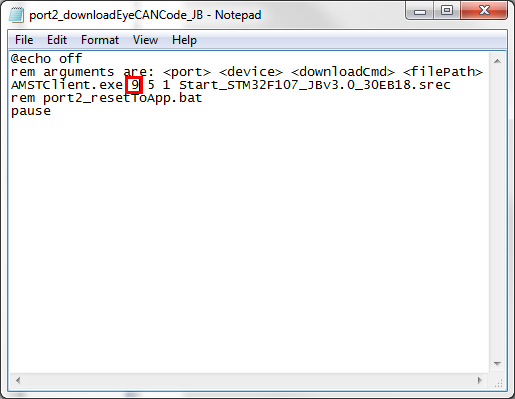 port2_downloadEyeCANCode_JB - Notepad
File Edit Format View Help
@echo off
rem arguments are: <port> <device> <downloadCmd> <filePath>
AMSTClient.exe 9 5 1 Start_STM32F107_JBv3.0_30EB18.srec
rem port2_resetToApp.bat
pause